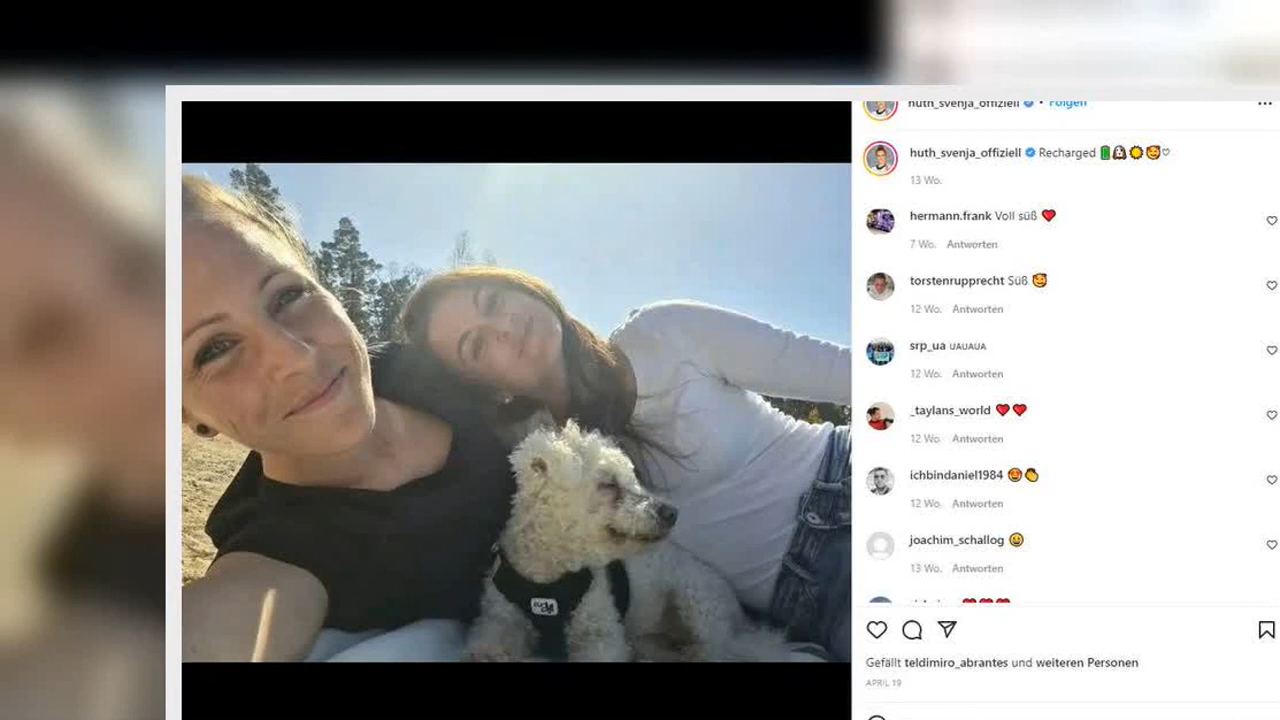 huth_svenja_offiziell • Folgen
huth_svenja_offiziell Recharged
13 Wo.
hermann.frank Voll süß
7 Wo. Antworten
torstenrupprecht Süß
12 Wo. Antworten
srp_ua UAUAUA
12 Wo. Antworten
_taylans_world
12 Wo. Antworten
ichbindaniel1984
12 Wo. Antworten
joachim_schallog
13 Wo. Antworten
Gefällt teldimiro_abrantes und weiteren Personen
APRIL 19